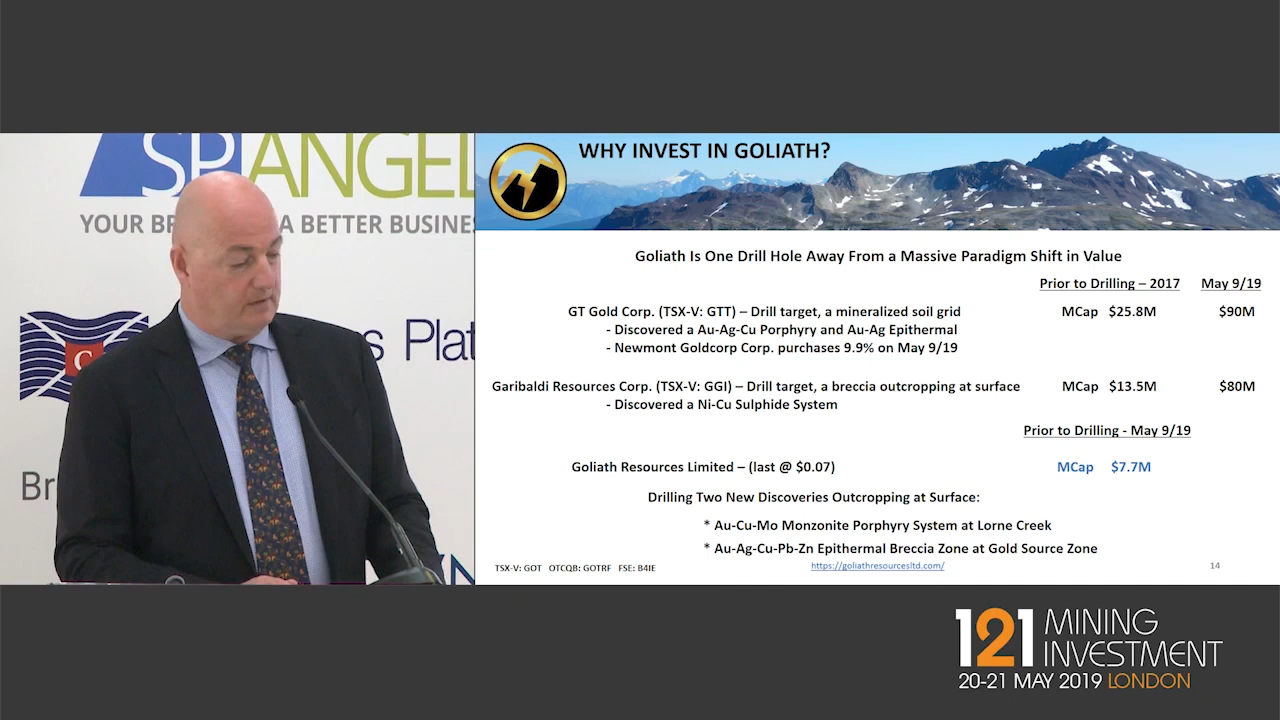 SP ANGEL
YOUR A BETTER BUSINE
C
s Plat
Br
WHY INVEST IN GOLIATH?
Goliath Is One Drill Hole Away From a Massive Paradigm Shift in Value
Prior to Drilling – 2017 May 9/19
GT Gold Corp. (TSX-V: GTT) – Drill target, a mineralized soil grid MCap $25.8M $90M
- Discovered a Au-Ag-Cu Porphyry and Au-Ag Epithermal
- Newmont Goldcorp Corp. purchases 9.9% on May 9/19
Garibaldi Resources Corp. (TSX-V: GGI) – Drill target, a breccia outcropping at surface MCap $13.5M $80M
- Discovered a Ni-Cu Sulphide System
Prior to Drilling - May 9/19
Goliath Resources Limited – (last @ $0.07) MCap $7.7M
Drilling Two New Discoveries Outcropping at Surface:
* Au-Cu-Mo Monzonite Porphyry System at Lorne Creek
* Au-Ag-Cu-Pb-Zn Epithermal Breccia Zone at Gold Source Zone
TSX-V: GOT OTCQB: GOTRF FSE: B4IE https://goliathresourcesltd.com/ 14
121 MINING
INVESTMENT
20-21 MAY 2019 LONDON